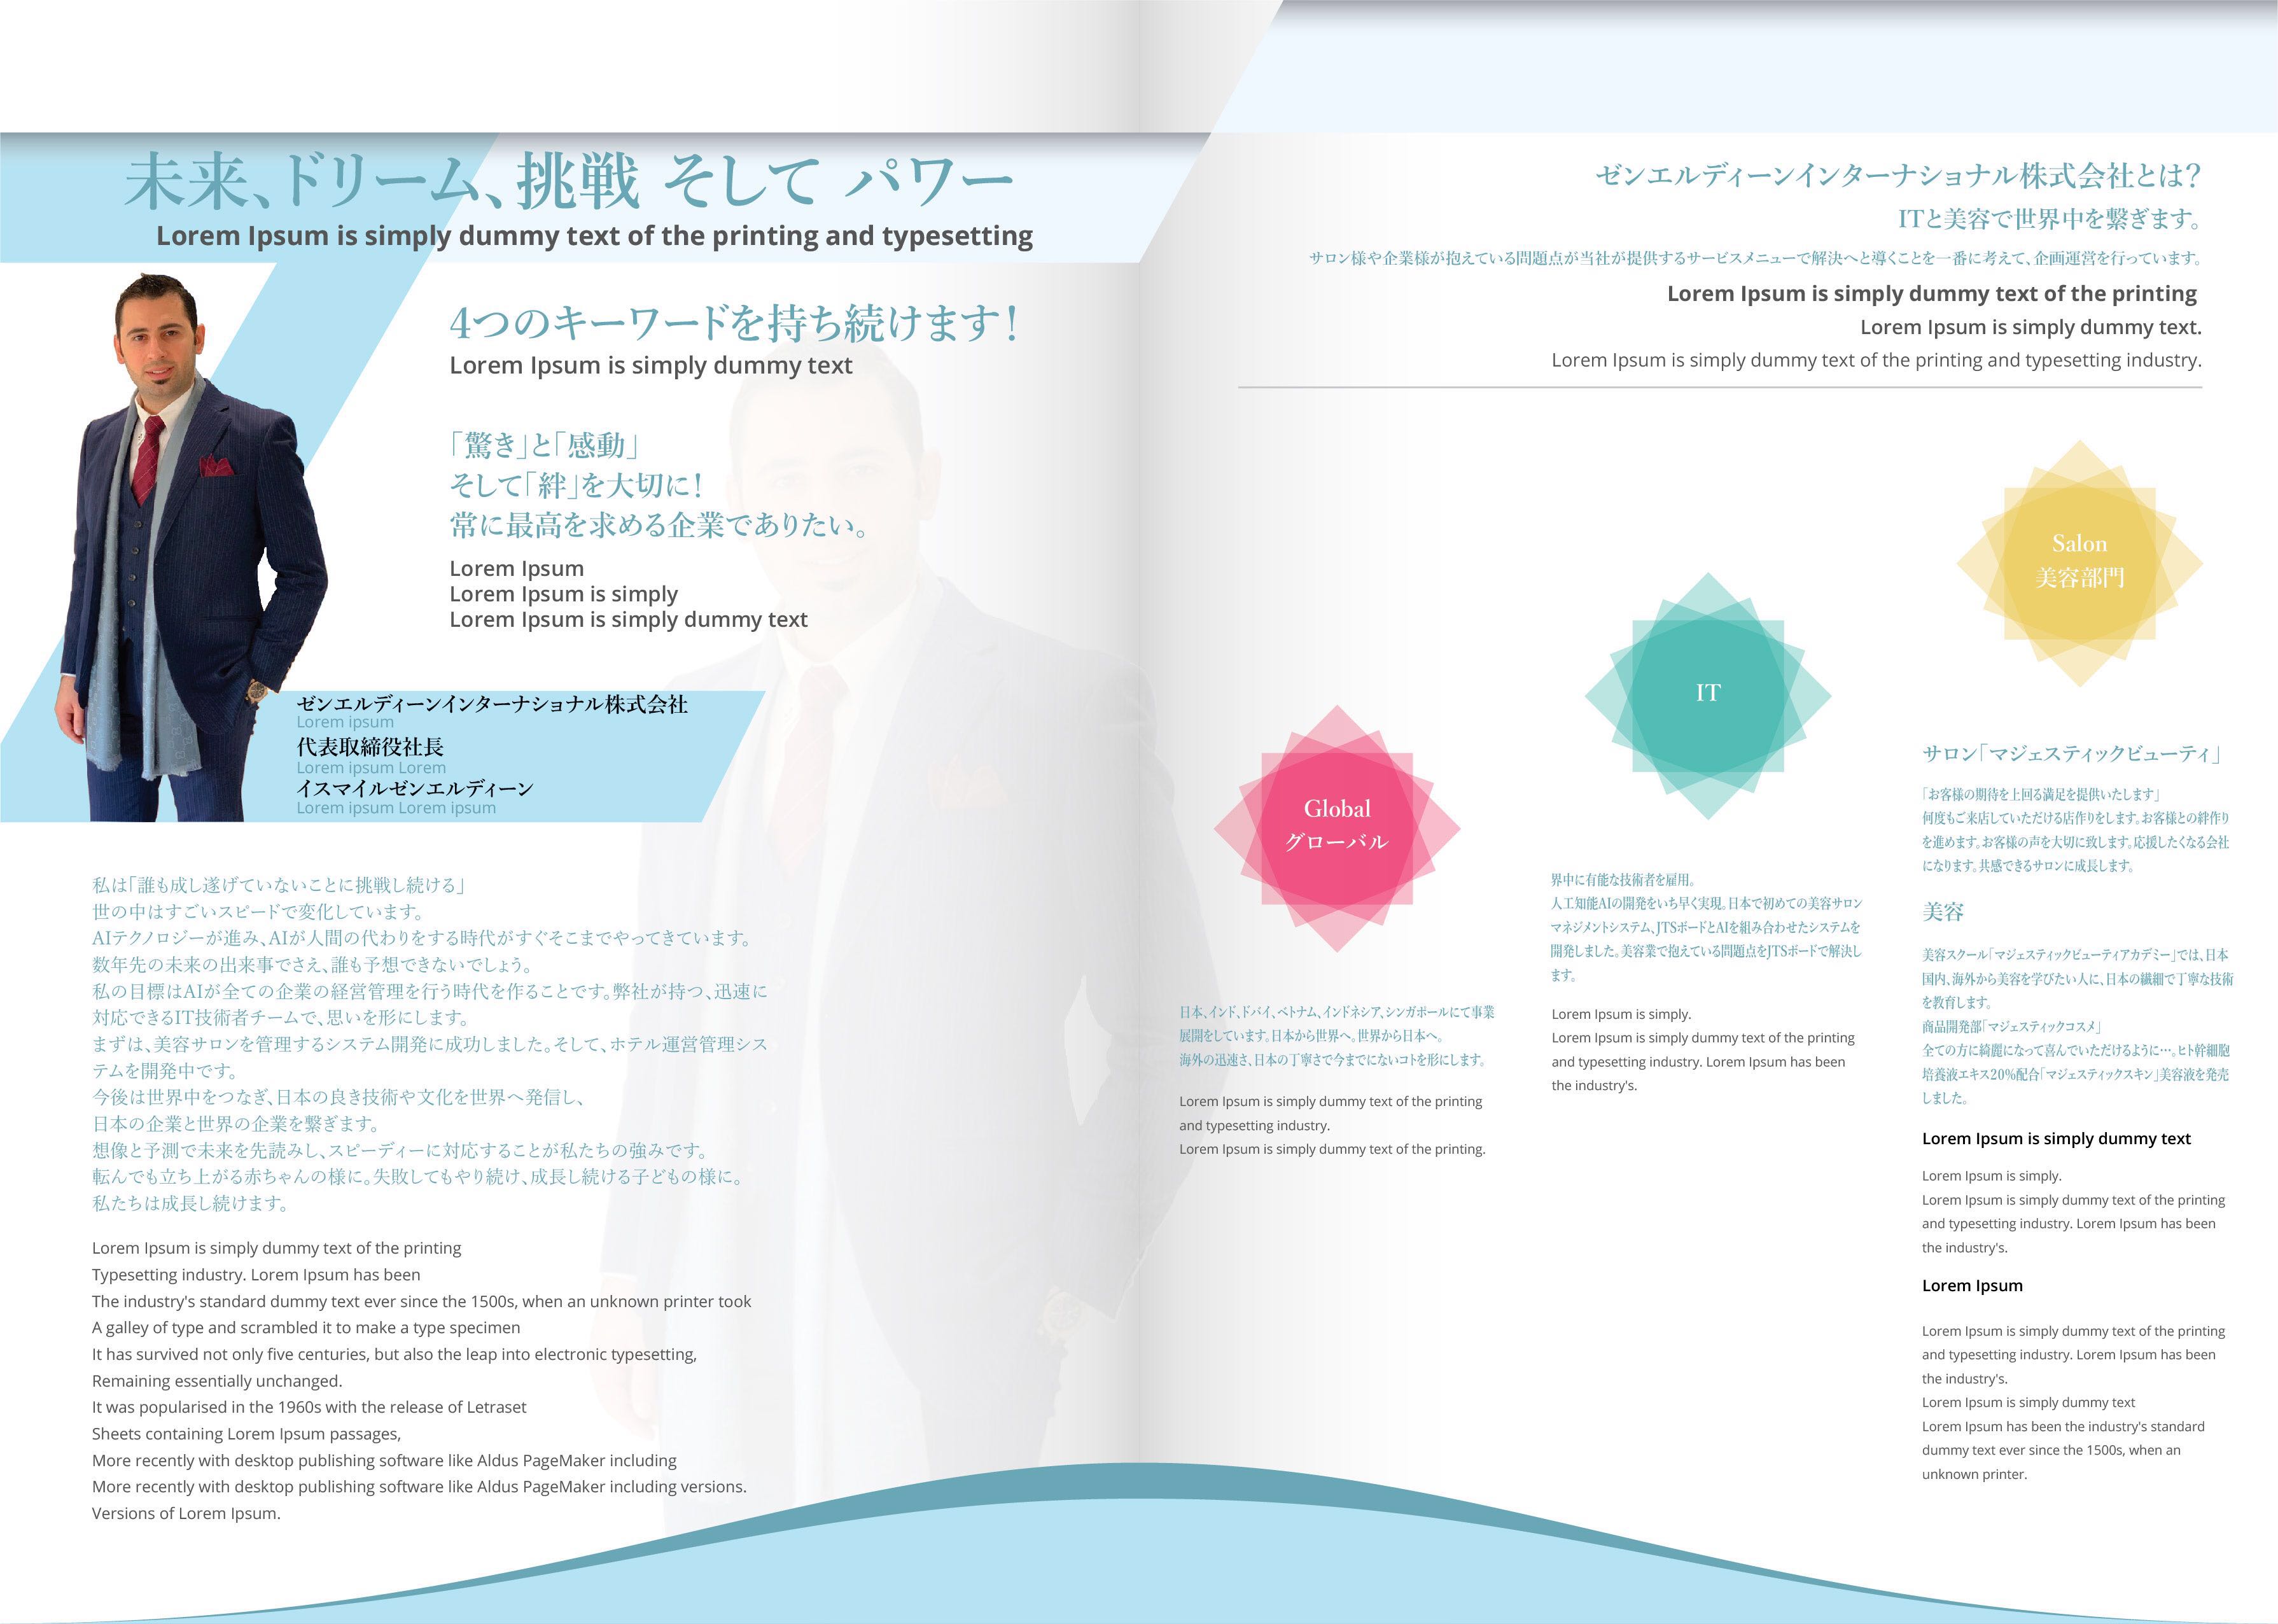 未来、ドリーム、挑戦 そして パワー
Lorem Ipsum is simply dummy text of the printing and typesetting
4つのキーワードを持ち続けます!
Lorem Ipsum is simply dummy text
「驚き」と「感動」
そして「絆」を大切に!
常に最高を求める企業でありたい。
Lorem Ipsum
Lorem Ipsum is simply
Lorem Ipsum is simply dummy text
ゼンエルディーンインターナショナル株式会社
Lorem ipsum
代表取締役社長
Lorem ipsum Lorem
イスマイルゼンエルディーン
Lorem ipsum Lorem ipsum
私は「誰も成し遂げていないことに挑戦し続ける」
世の中はすごいスピードで変化しています。
AIテクノロジーが進み、AIが人間の代わりをする時代がすぐそこまでやってきています。
数年先の未来の出来事でさえ、誰も予想できないでしょう。
私の目標はAIが全ての企業の経営管理を行う時代を作ることです。弊社が持つ、迅速に
対応できるIT技術者チームで、思いを形にします。
まずは、美容サロンを管理するシステム開発に成功しました。そして、ホテル運営管理シス
テムを開発中です。
今後は世界中をつなぎ、日本の良き技術や文化を世界へ発信し、
日本の企業と世界の企業を繋ぎます。
想像と予測で未来を先読みし、スピーディーに対応することが私たちの強みです。
転んでも立ち上がる赤ちゃんの様に。失敗してもやり続け、成長し続ける子どもの様に。
私たちは成長し続けます。
Lorem Ipsum is simply dummy text of the printing
Typesetting industry. Lorem Ipsum has been
The industry's standard dummy text ever since the 1500s, when an unknown printer took
A galley of type and scrambled it to make a type specimen
It has survived not only five centuries, but also the leap into electronic typesetting,
Remaining essentially unchanged.
It was popularised in the 1960s with the release of Letraset
Sheets containing Lorem Ipsum passages,
More recently with desktop publishing software like Aldus PageMaker including
More recently with desktop publishing software like Aldus PageMaker including versions.
Versions of Lorem Ipsum.
ゼンエルディーンインターナショナル株式会社とは?
ITと美容で世界中を繋ぎます。
サロン様や企業様が抱えている問題点が当社が提供するサービスメニューで解決へと導くことを一番に考えて、企画運営を行っています。
Lorem Ipsum is simply dummy text of the printing
Lorem Ipsum is simply dummy text.
Lorem Ipsum is simply dummy text of the printing and typesetting industry.
Global
グローバル
日本、インド、ドバイ、ベトナム、インドネシア、シンガポールにて事業
展開をしています。日本から世界へ。世界から日本へ。
海外の迅速さ、日本の丁寧さで今までにないコトを形にします。
Lorem Ipsum is simply dummy text of the printing
and typesetting industry.
Lorem Ipsum is simply dummy text of the printing.
IT
界中に有能な技術者を雇用。
人工知能AIの開発をいち早く実現。日本で初めての美容サロン
マネジメントシステム、JTSボードとAIを組み合わせたシステムを
開発しました。美容業で抱えている問題点をJTSボードで解決し
ます。
Lorem Ipsum is simply.
Lorem Ipsum is simply dummy text of the printing
and typesetting industry. Lorem Ipsum has been
the industry's.
Salon
美容部門
サロン「マジェスティックビューティ」
「お客様の期待を上回る満足を提供いたします」
何度もご来店していただける店作りをします。お客様との絆作り
を進めます。お客様の声を大切に致します。応援したくなる会社
になります。共感できるサロンに成長します。
美容
美容スクール「マジェスティックビューティアカデミー」では、日本
国内、海外から美容を学びたい人に、日本の繊細で丁寧な技術
を教育します。
商品開発部「マジェスティックコスメ」
全ての方に綺麗になって喜んでいただけるように…。ヒト幹細胞
培養液エキス20%配合「マジェスティックスキン」美容液を発売
しました。
Lorem Ipsum is simply dummy text
Lorem Ipsum is simply.
Lorem Ipsum is simply dummy text of the printing
and typesetting industry. Lorem Ipsum has been
the industry's.
Lorem Ipsum
Lorem Ipsum is simply dummy text of the printing
and typesetting industry. Lorem Ipsum has been
the industry's.
Lorem Ipsum is simply dummy text
Lorem Ipsum has been the industry's standard
dummy text ever since the 1500s, when an
unknown printer.